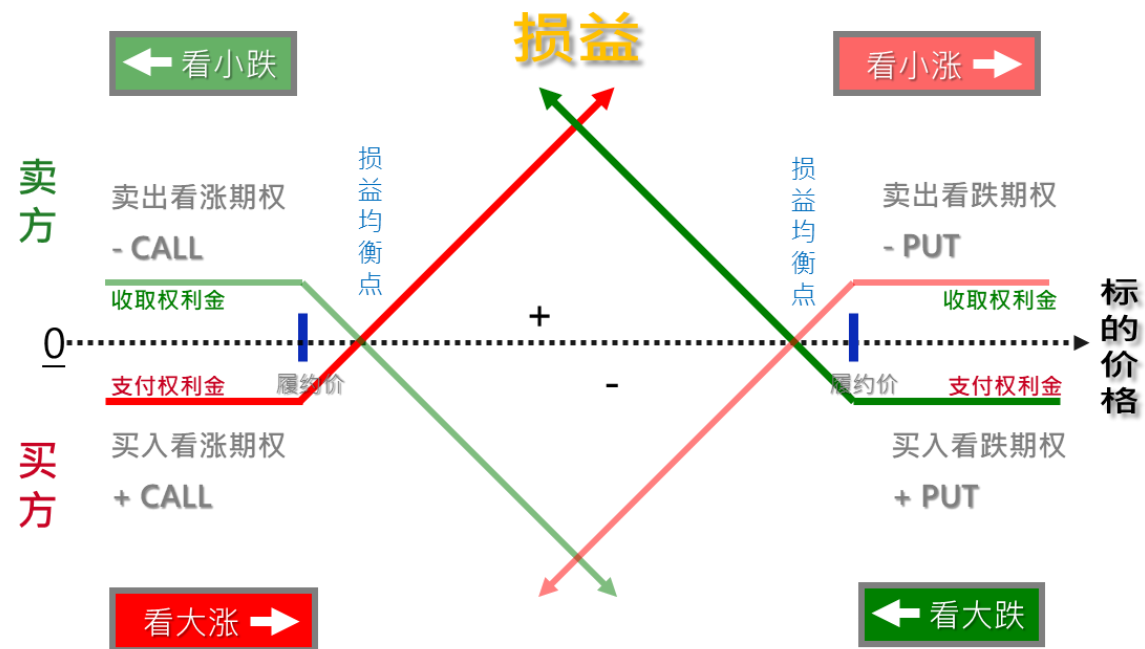 损益
看小跌
看小涨
卖方
损益均衡点
损益均衡点
卖出看涨期权
- CALL
卖出看跌期权
- PUT
收取权利金
收取权利金
标的价格
+
0
-
支付权利金
履约价
履约价
支付权利金
买方
买入看涨期权
+ CALL
买入看跌期权
+ PUT
看大涨
看大跌